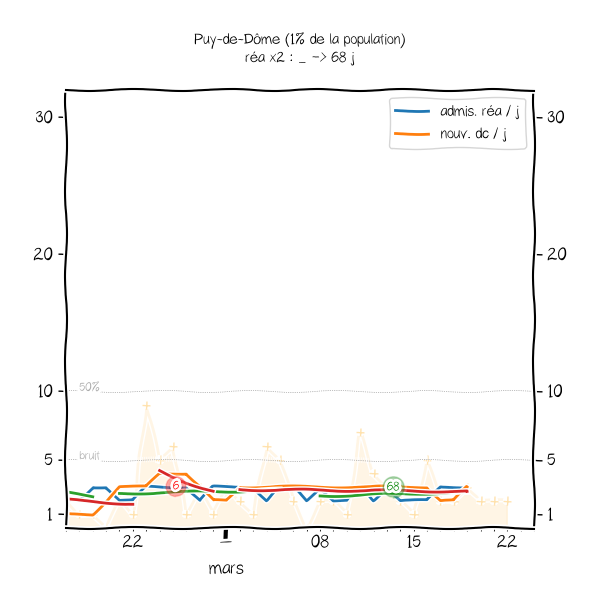 Puy-de-Dôme (1% de la population)
réa x2 : _ -> 68 j
admis. réa / j
nouv. dc / j
30
30
20
20
50%
10
10
bruit
5
5
6
68
1
1
22
08
15
22
mars